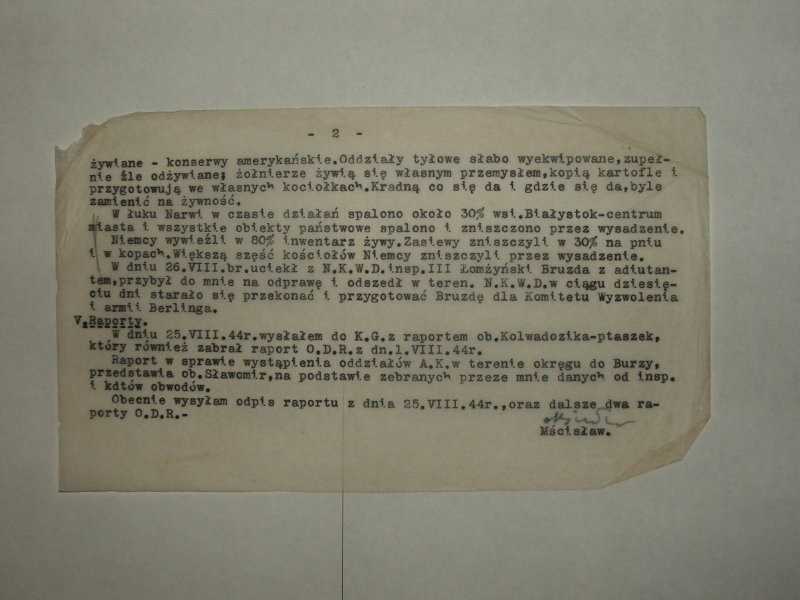 - 2 -
żywiane - konserwy amerykańskie.Oddziały tyłowe słabo wyekwipowane,zupeł-
nie źle odżywiane; żołnierze żywią się własnym przemysłem,kopią kartofle i
przygotowują we własnych kociołkach.Kradną co się da i gdzie się da,byle
zamienić na żywność.
W łuku Narwi w czasie działań spalono około 30% wsi.Białystok-centrum
miasta i wszystkie obiekty państwowe spalono i zniszczono przez wysadzenie.
Niemcy wywieźli w 80% inwentarz żywy.Zasiewy zniszczyli w 30% na pniu
i w kopach.Większą szęść kościołów Niemcy zniszczyli przez wysadzenie.
W dniu 26.VIII.br.uciekł z N.K.W.D.insp.III Łomżyński Bruzda z adiutan-
tem,przybył do mnie na odprawę i odszedł w teren. N.K.W.D.w ciągu dziesię-
ciu dni starało się przekonać i przygotować Bruzdę dla Komitetu Wyzwolenia
i armii Berlinga.
V.Raporty.
W dniu 25.VIII.44r.wysłałem do K.G.z raportem ob.Kolwadozika-ptaszek,
który również zabrał raport O.D.R.z dn.1.VIII.44r.
Raport w sprawie wystąpienia oddziałów A.K.w terenie okręgu do Burzy,
przedstawia ob.Sławomir,na podstawie zebranych przeze mnie danych od insp.
i kdtów obwodów.
Obecnie wysyłam odpis raportu z dnia 25.VIII.44r.,oraz dalsze dwa ra-
porty O.D.R.-
Mścisław.